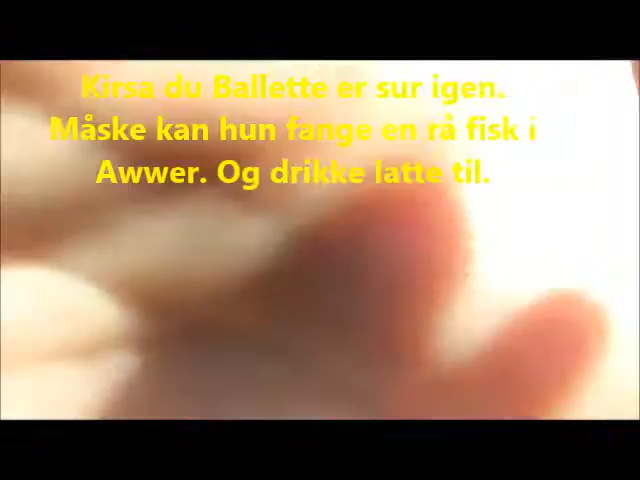 Kirsa du Ballette er sur igen.
Måske kan hun fange en rå fisk i
Awwer. Og drikke latte til.